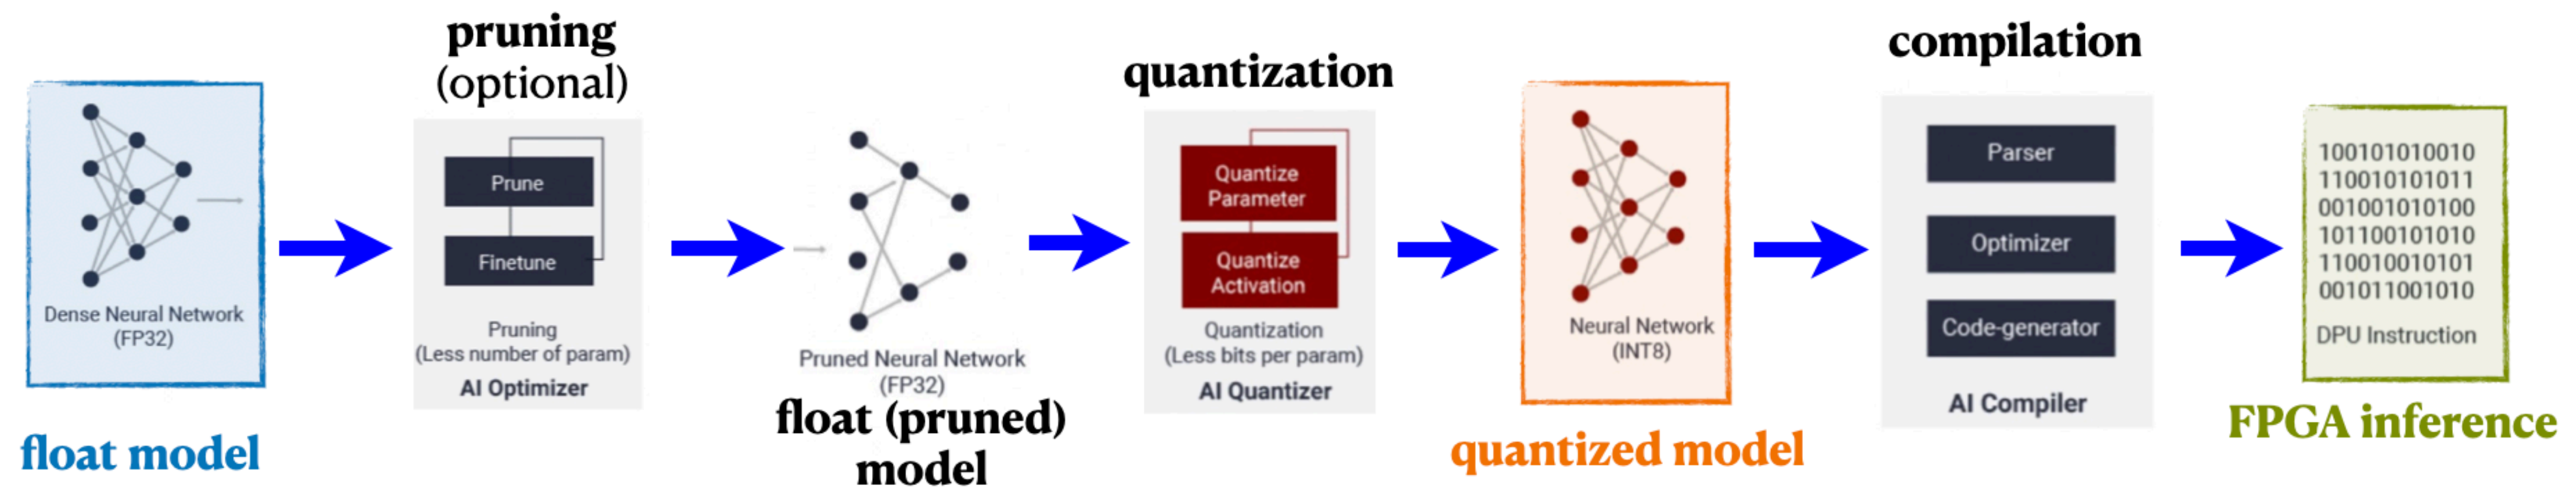 float model
Dense Neural Network
(FP32)
pruning
(optional)
Prune
Finetune
Pruning
(Less number of param)
AI Optimizer
Pruned Neural Network
(FP32)
float (pruned)
model
quantization
Quantize
Parameter
Quantize
Activation
Quantization
(Less bits per param)
AI Quantizer
Neural Network
(INT8)
quantized model
compilation
Parser
Optimizer
Code-generator
AI Compiler
100101010010
110010101011
001001010100
101100101010
110010010101
001011001010
DPU Instruction
FPGA inference